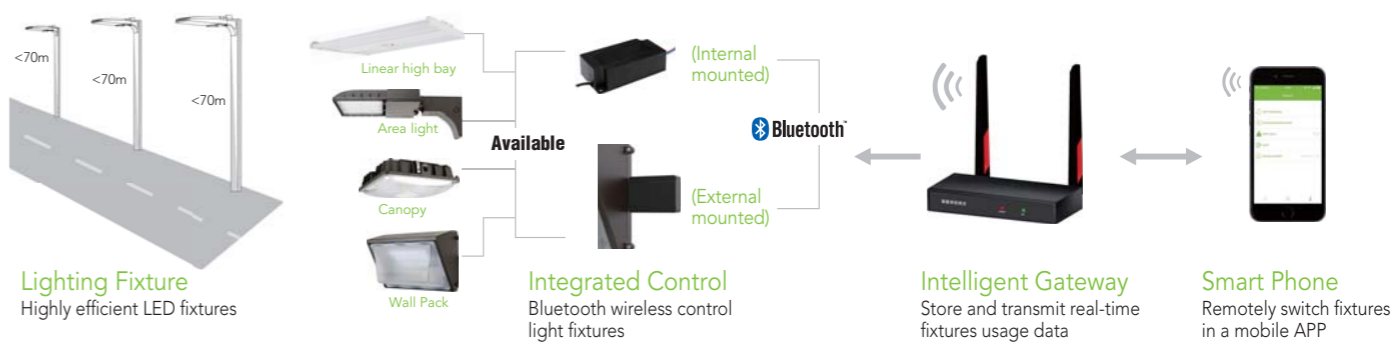 <70m
<70m
<70m
Lighting Fixture
Highly efficient LED fixtures
Linear high bay
Area light
Canopy
Wall Pack
Available
(Internal
mounted)
(External
mounted)
Integrated Control
Bluetooth wireless control
light fixtures
Bluetooth™
Intelligent Gateway
Store and transmit real-time
fixtures usage data
Smart Phone
Remotely switch fixtures
in a mobile APP